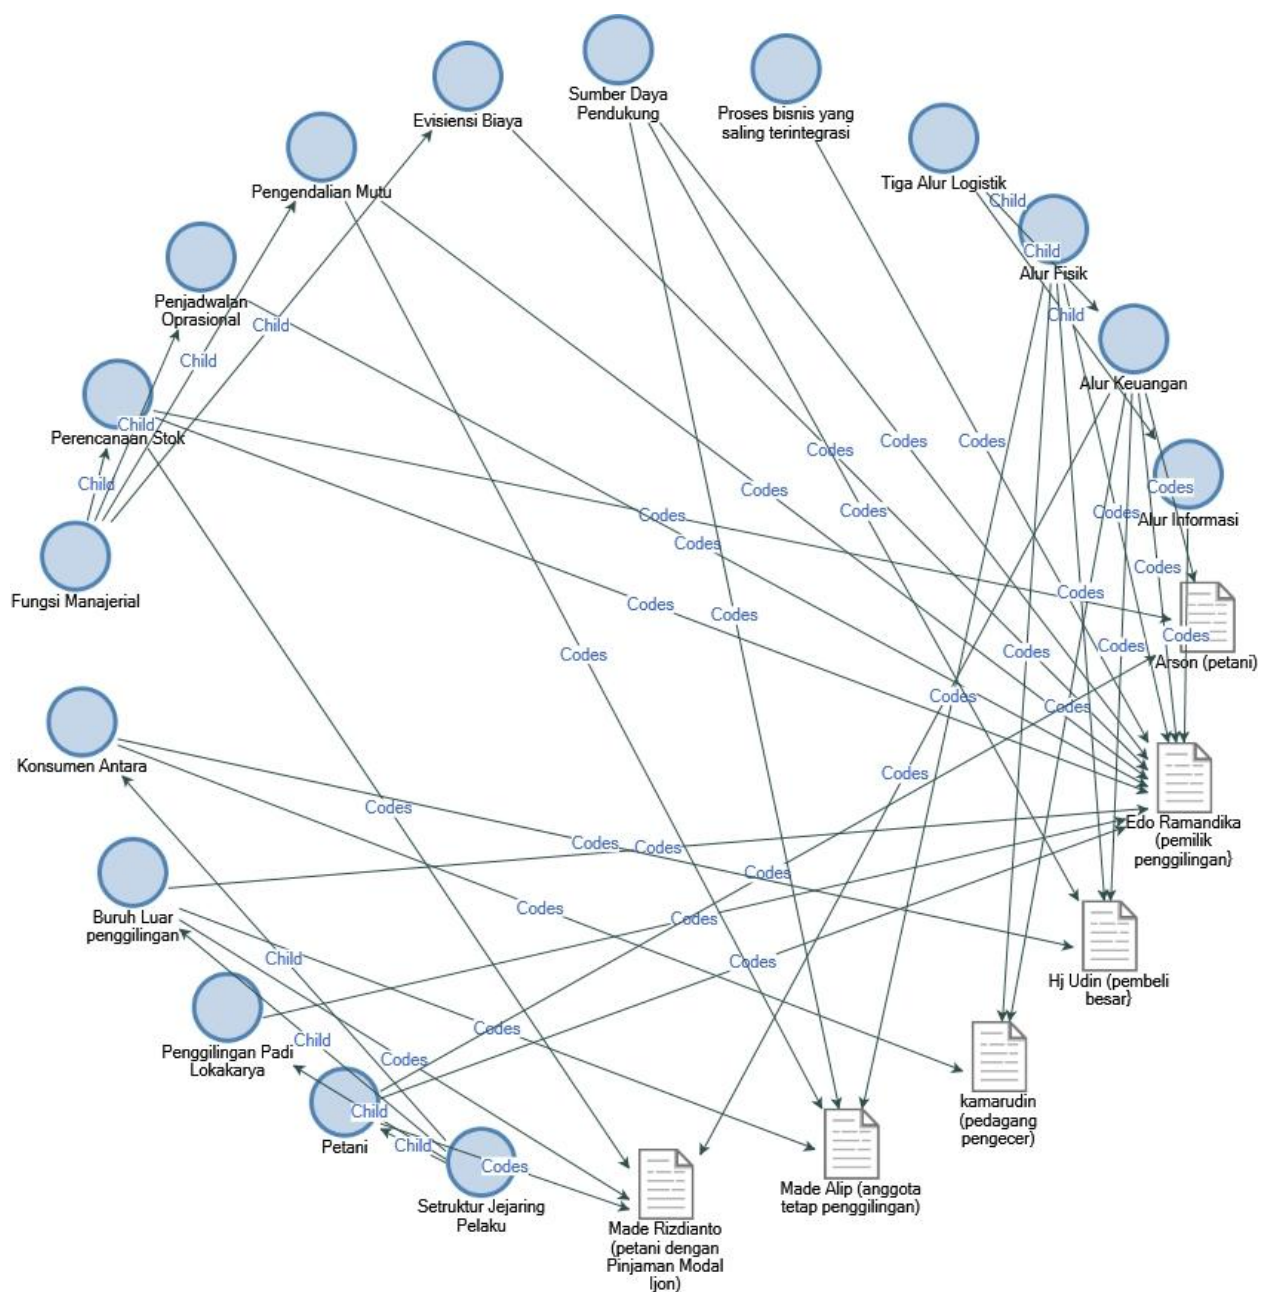 Sumber Daya
Pendukung
Evisiensi Biaya
Proses bisnis yang
saling terintegrasi
Pengendalian Mutu
Tiga Alur Logistik
Child
Child
Alur Fisik
Penjadwalan
Oprasional
Child
Child
Child
Alur Keuangan
Child
Perencanaan Stok
Codes
Codes
Codes
Codes
Child
Codes
Codes
Codes
Codes
Codes
Alur Informasi
Codes
Codes
Fungsi Manajerial
Codes
Codes
Codes
Codes
Codes
Codes
Codes
Arson (petani)
Codes
Codes
Konsumen Antara
Codes
Codes
Edo Ramandika
(pemilik
penggilingan}
Codes
Codes
Codes
Buruh Luar
penggilingan
Codes
Codes
Child
Codes
Hj Udin (pembeli
besar}
Codes
Child
Penggilingan Padi
Lokakarya
Codes
kamarudin
(pedagang
pengecer)
Child
Petani
Child
Codes
Setruktur Jejaring
Pelaku
Made Alip (anggota
tetap penggilingan)
Made Rizdianto
(petani dengan
Pinjaman Modal
Ijon)